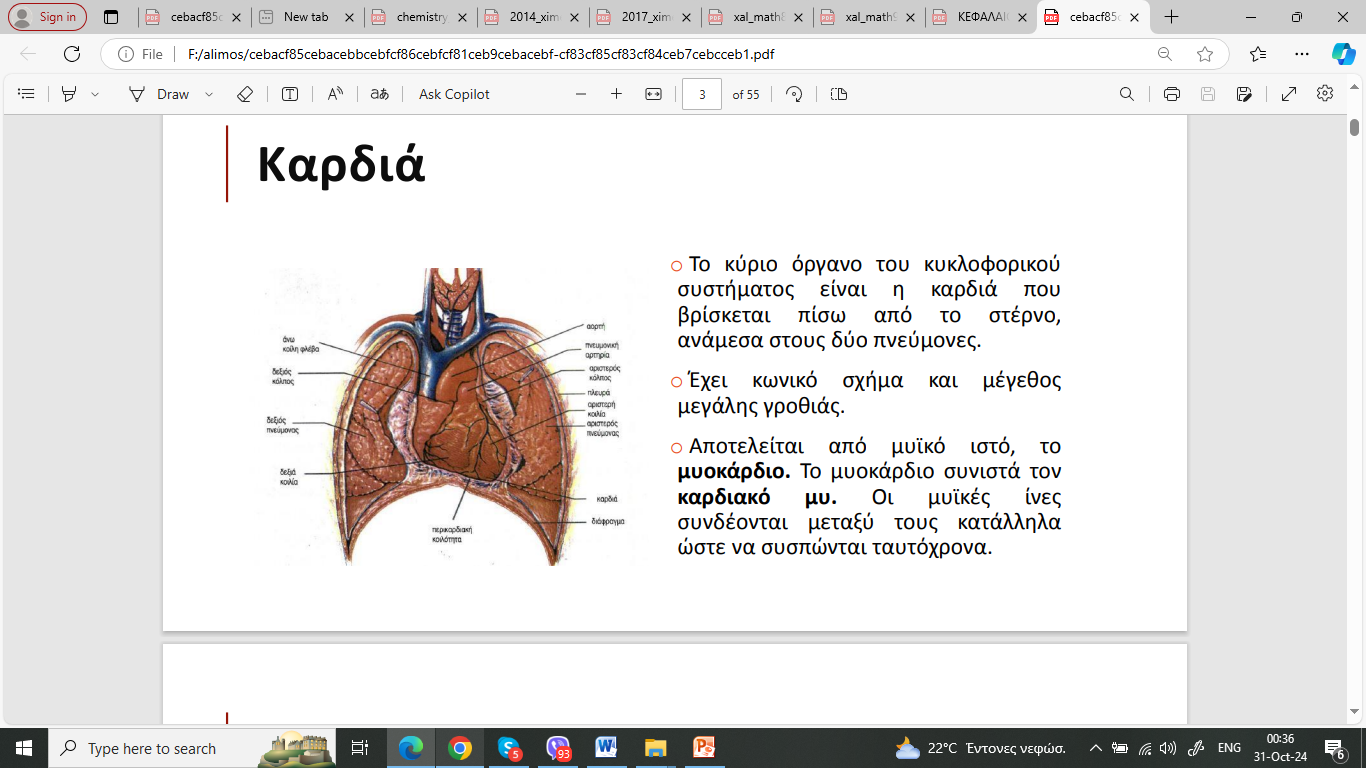 Sign in
cebacf85c
New tab
chemistry
2014_xim
2017_xim
xal_math8
xal_math9
ΚΕΦΑΛΑΙΟ
cebacf85c
File
F:/alimos/cebacf85cebacebbcebfcf86cebfcf81ceb9cebacebf-cf83cf85cf83cf84ceb7cebcceb1.pdf
Draw
A
aあ
Ask Copilot
3
of 55
Καρδιά
άνω
κοίλη φλέβα
δεξιός
κόλπος
δεξιός
πνεύμονας
δεξιά
κοιλία
περικαρδιακή
κοιλότητα
αορτή
πνευμονική
αρτηρία
αριστερός
κόλπος
πλευρά
αριστερή
κοιλία
αριστερός
πνεύμονας
καρδιά
διάφραγμα
Το κύριο όργανο του κυκλοφορικού
συστήματος είναι η καρδιά που
βρίσκεται πίσω από το στέρνο,
ανάμεσα στους δύο πνεύμονες.
Έχει κωνικό σχήμα και μέγεθος
μεγάλης γροθιάς.
Αποτελείται από μυϊκό ιστό, το
μυοκάρδιο. Το μυοκάρδιο συνιστά τον
καρδιακό μυ. Οι μυϊκές ίνες
συνδέονται μεταξύ τους κατάλληλα
ώστε να συσπώνται ταυτόχρονα.
Type here to search
5
93
22°C Έντονες νεφώσ.
ENG
00:36
31-Oct-24
6